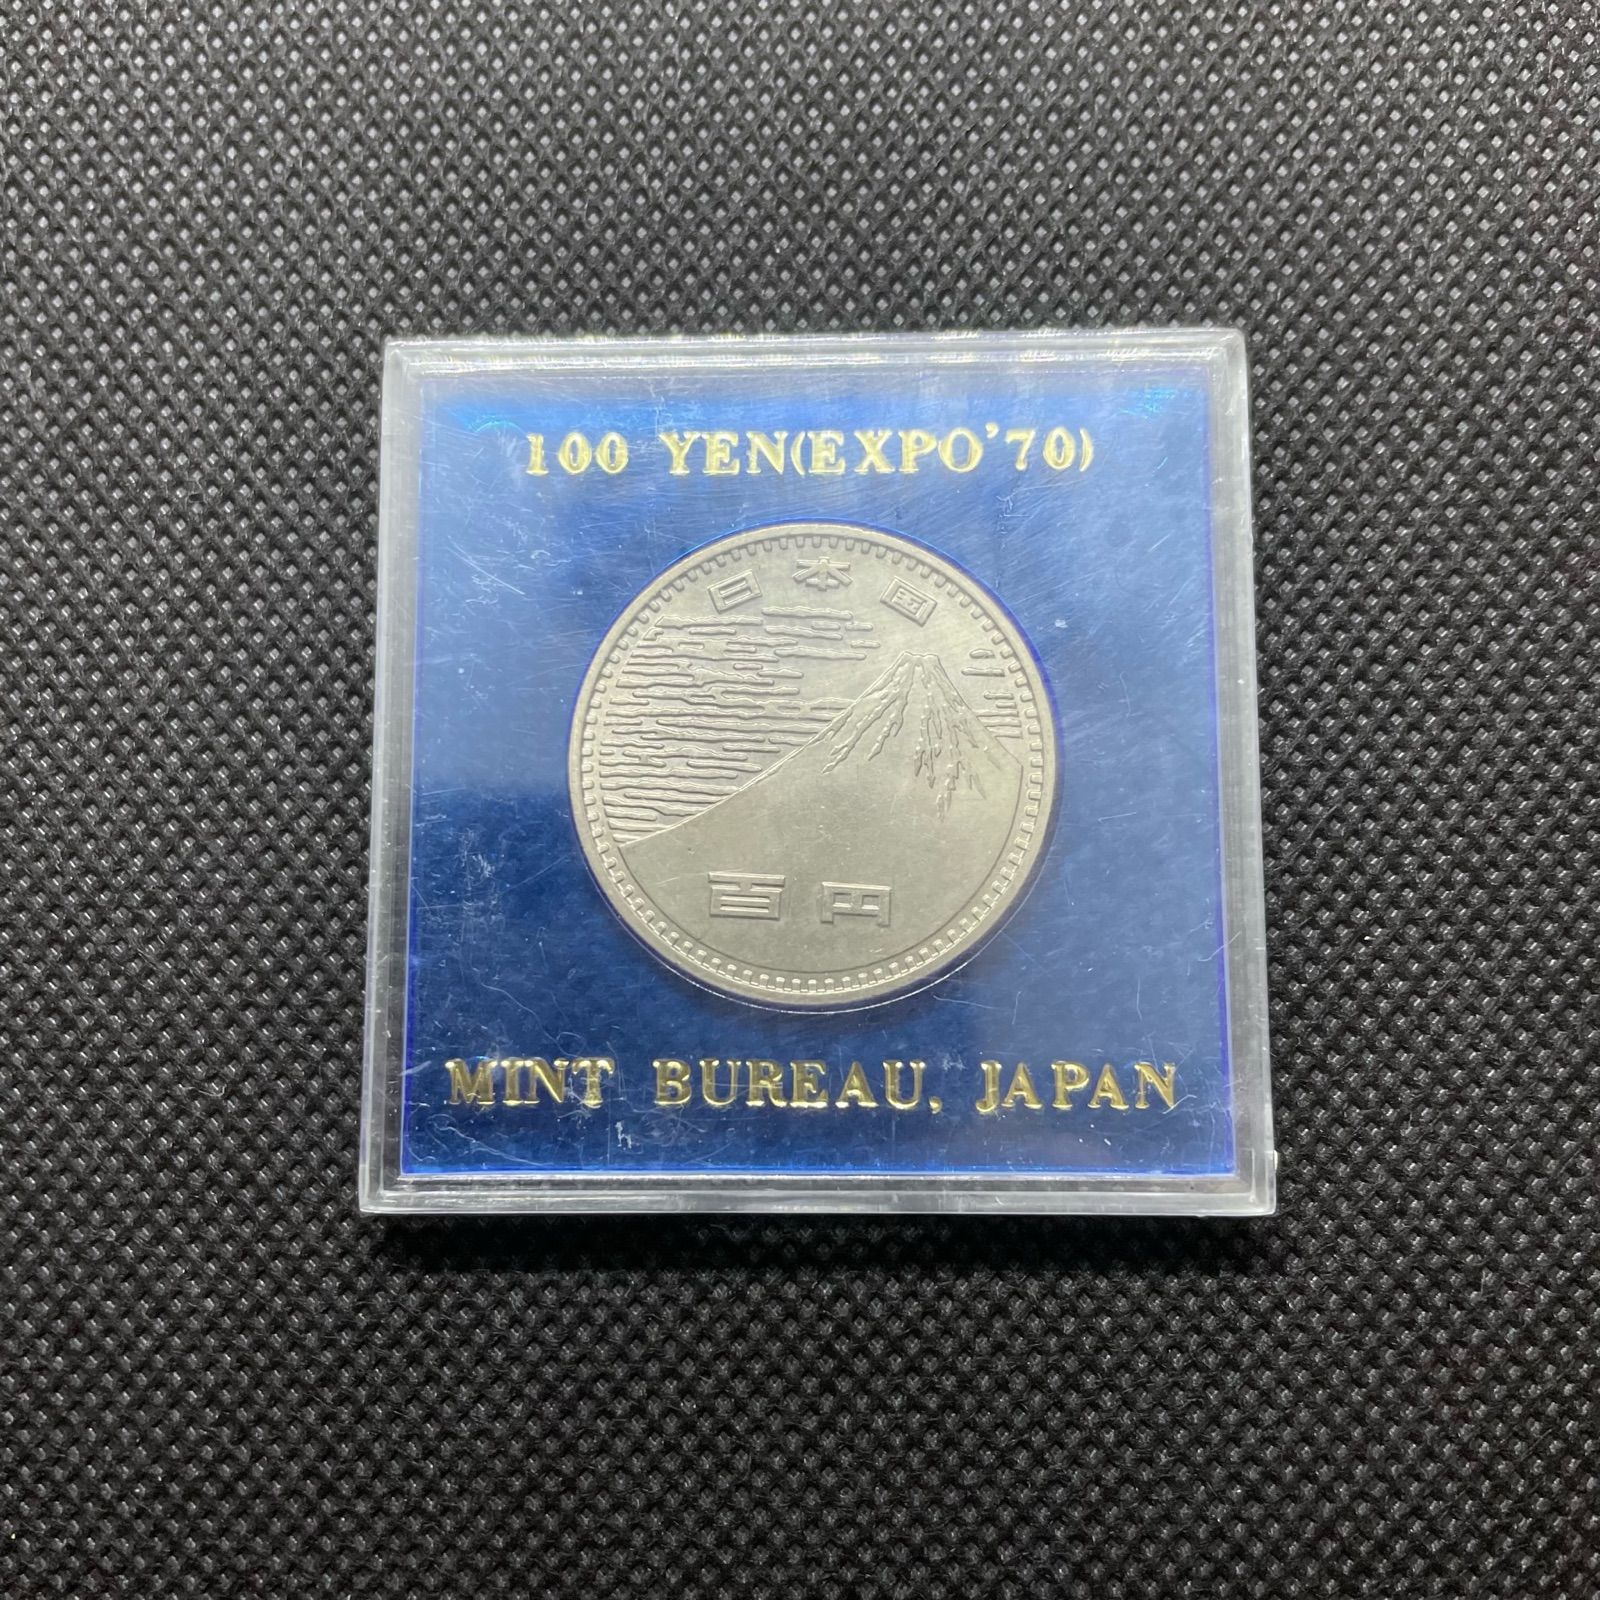 100 YEN(EXPO'70)
日本国
百円
MINT BUREAU, JAPAN